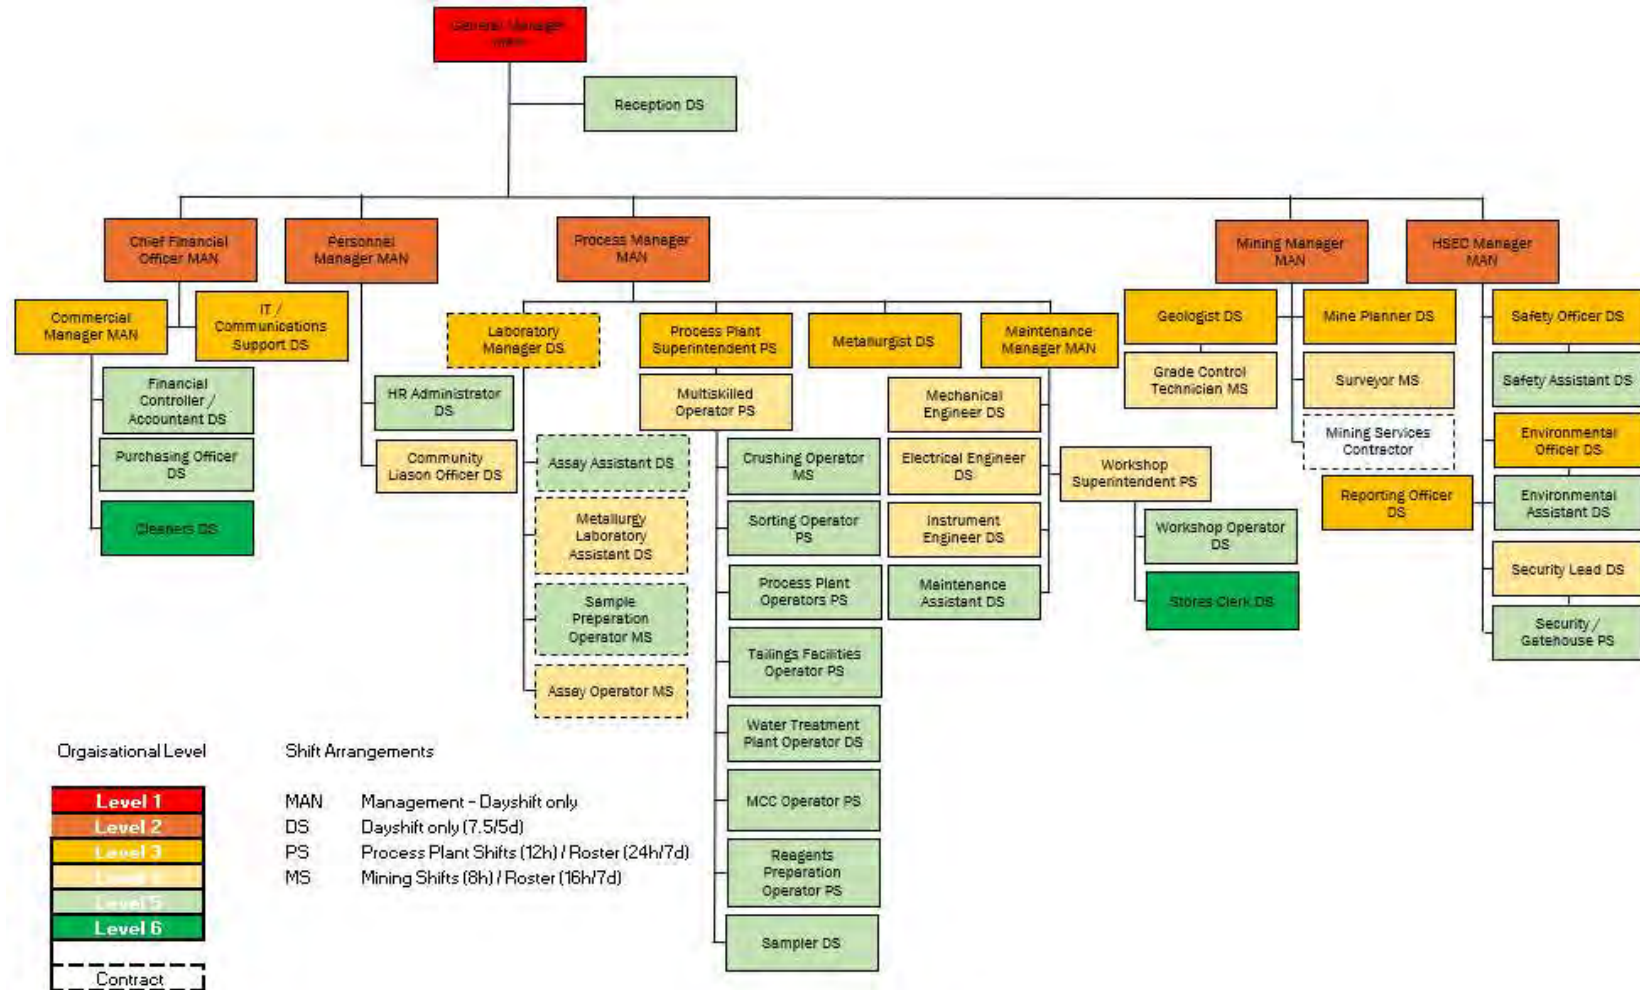 General Manager
MAN
Reception DS
Chief Financial
Officer MAN
Personnel
Manager MAN
Process Manager
MAN
Mining Manager
MAN
HSEC Manager
MAN
Commercial
Manager MAN
IT /
Communications
Support DS
Laboratory
Manager DS
Process Plant
Superintendent PS
Metallurgist DS
Maintenance
Manager MAN
Geologist DS
Mine Planner DS
Safety Officer DS
Financial
Controller /
Accountant DS
Purchasing Officer
DS
Cleaners DS
HR Administrator
DS
Community
Liason Officer DS
Assay Assistant DS
Metallurgy
Laboratory
Assistant DS
Sample
Preparation
Operator MS
Assay Operator MS
Multiskilled
Operator PS
Crushing Operator
MS
Sorting Operator
PS
Process Plant
Operators PS
Tailings Facilities
Operator PS
Water Treatment
Plant Operator DS
MCC Operator PS
Reagents
Preparation
Operator PS
Sampler DS
Mechanical
Engineer DS
Electrical Engineer
DS
Instrument
Engineer DS
Maintenance
Assistant DS
Workshop
Superintendent PS
Workshop Operator
DS
Stores Clerk DS
Grade Control
Technician MS
Surveyor MS
Mining Services
Contractor
Reporting Officer
DS
Safety Assistant DS
Environmental
Officer DS
Environmental
Assistant DS
Security Lead DS
Security /
Gatehouse PS
Orgaisational Level
Level 1
Level 2
Level 3
Level 5
Level 6
Contract
Shift Arrangements
MAN Management - Dayshift only
DS Dayshift only (7.5/5d)
PS Process Plant Shifts (12h) / Roster (24h/7d)
MS Mining Shifts (8h) / Roster (16h/7d)